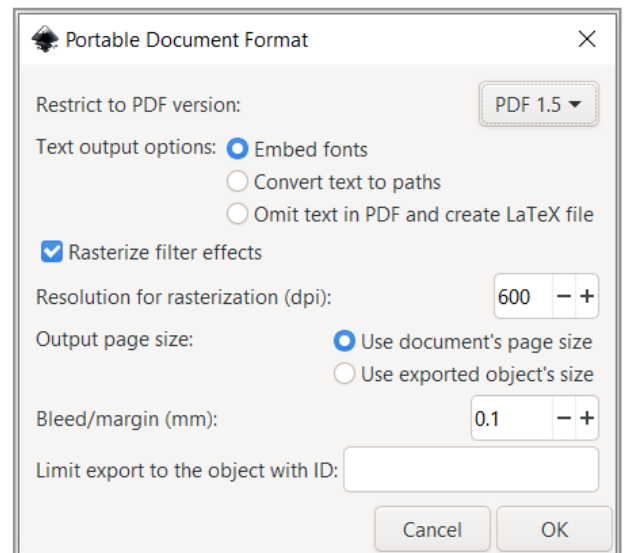 Portable Document Format
Restrict to PDF version: PDF 1.5
Text output options: Embed fonts
Convert text to paths
Omit text in PDF and create LaTeX file
Rasterize filter effects
Resolution for rasterization (dpi): 600
Output page size: Use document's page size
Use exported object's size
Bleed/margin (mm): 0.1
Limit export to the object with ID:
Cancel OK